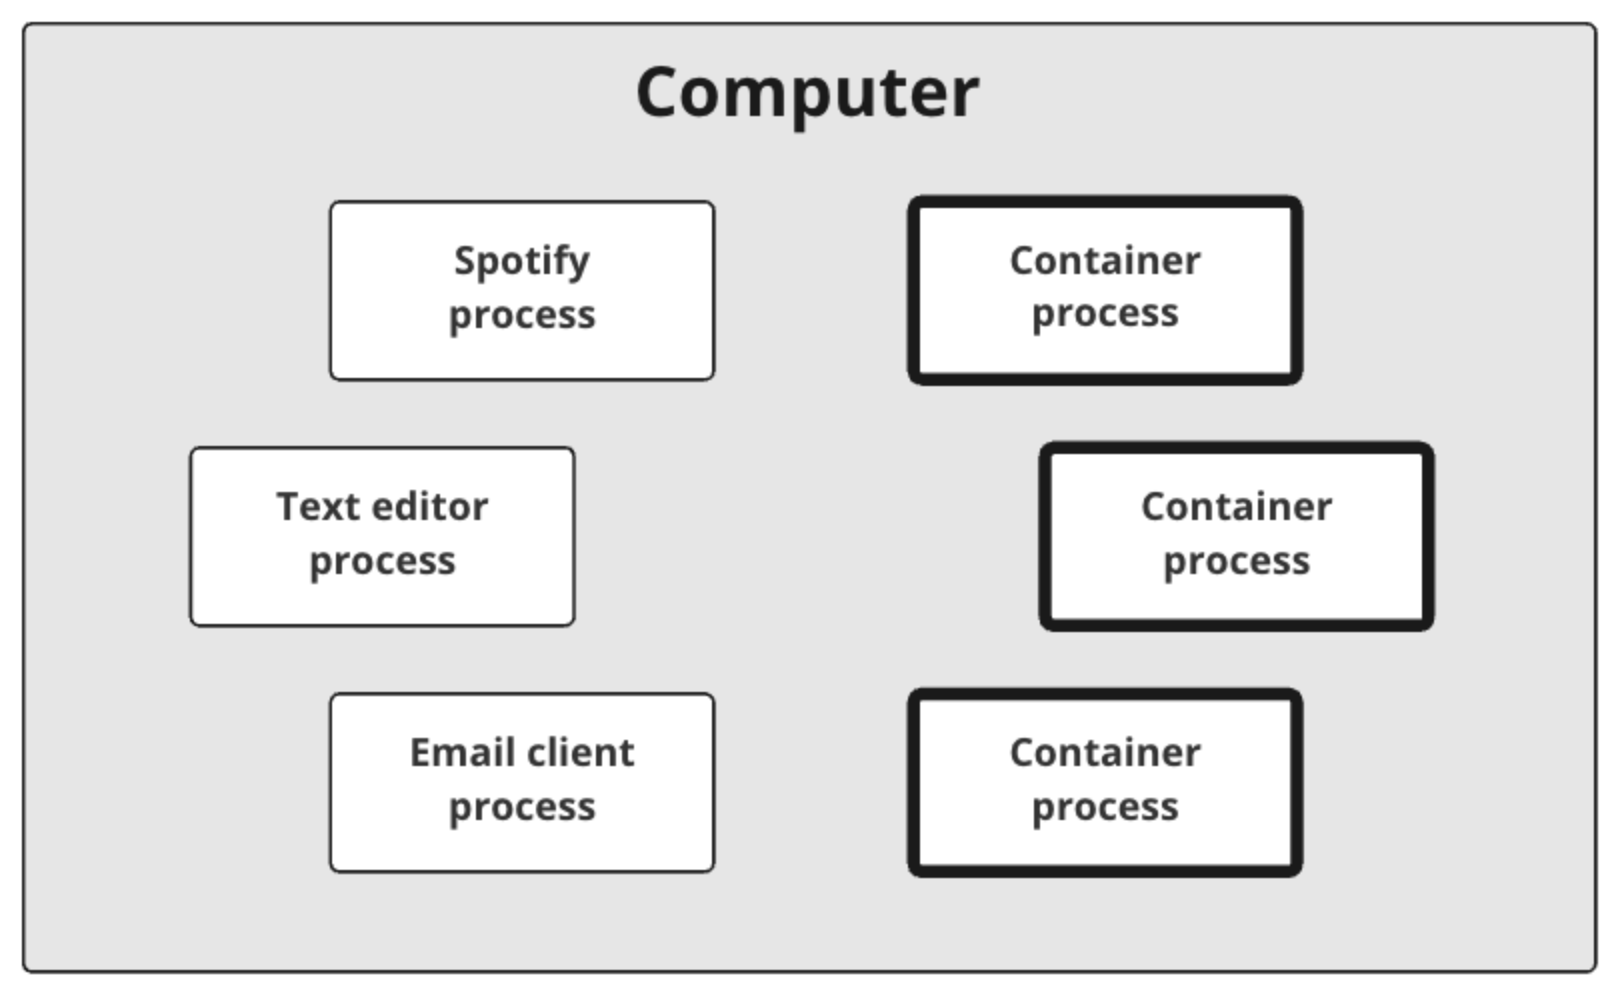 Computer
Spotify
process
Container
process
Text editor
process
Container
process
Email client
process
Container
process